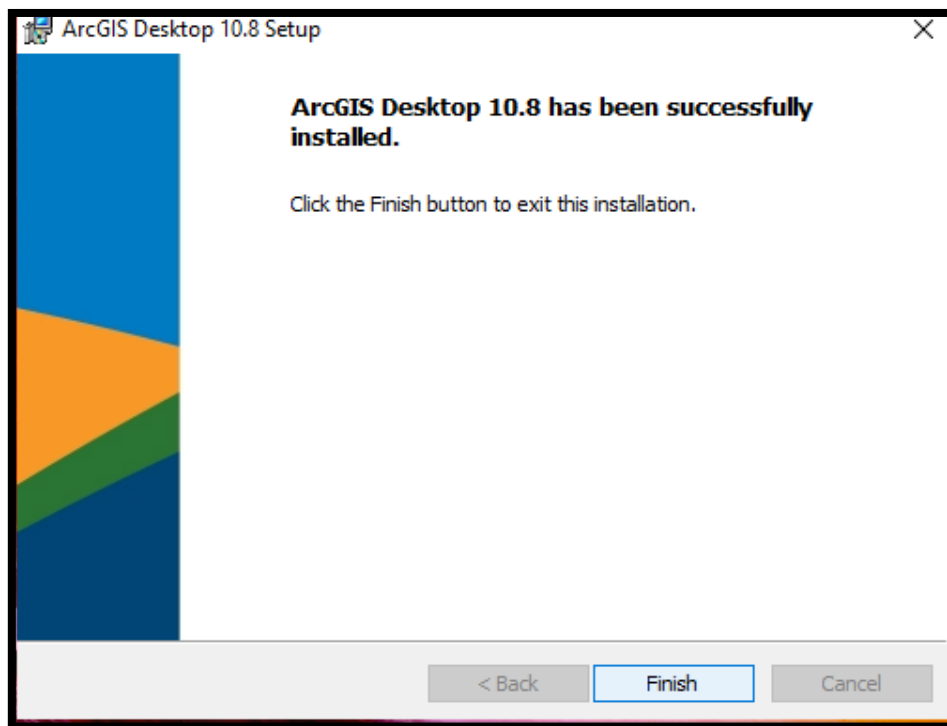 ArcGIS Desktop 10.8 Setup
ArcGIS Desktop 10.8 has been successfully
installed.
Click the Finish button to exit this installation.
< Back
Finish
Cancel